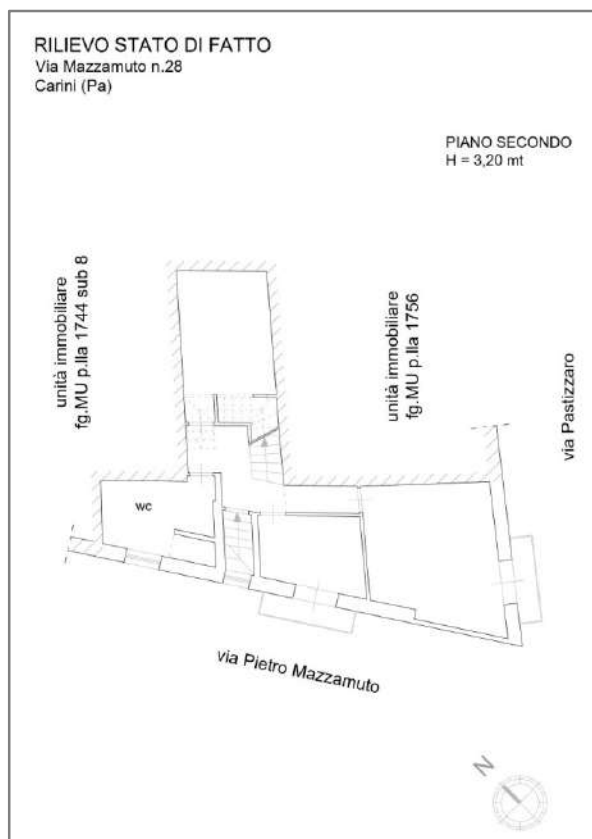 RILIEVO STATO DI FATTO
Via Mazzamuto n.28
Carini (Pa)
PIANO SECONDO
H = 3,20 mt
unità immobiliare
fg.MU p.lla 1744 sub 8
unità immobiliare
fg.MU p.lla 1756
via Pastizzaro
wc
via Pietro Mazzamuto
N